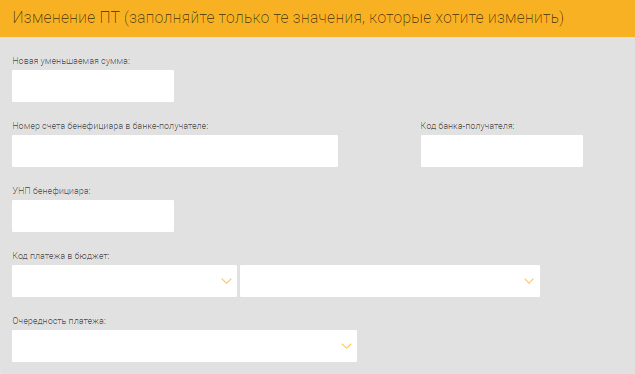 Изменение ПТ (заполняйте только те значения, которые хотите изменить)
Новая уменьшаемая сумма:
Номер счета бенефициара в банке-получателе:
Код банка-получателя:
УНП бенефициара:
Код платежа в бюджет:
Очередность платежа: